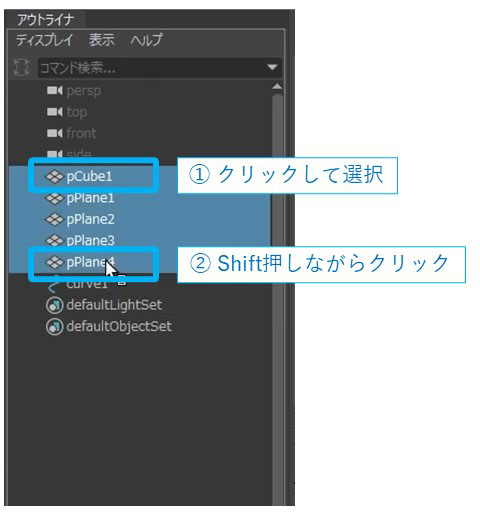 アウトライナ
ディスプレイ 表示 ヘルプ
コマンド検索...
persp
top
front
side
pCube1
① クリックして選択
pPlane1
pPlane2
pPlane3
pPlane4
② Shift押しながらクリック
curve1
defaultLightSet
defaultObjectSet